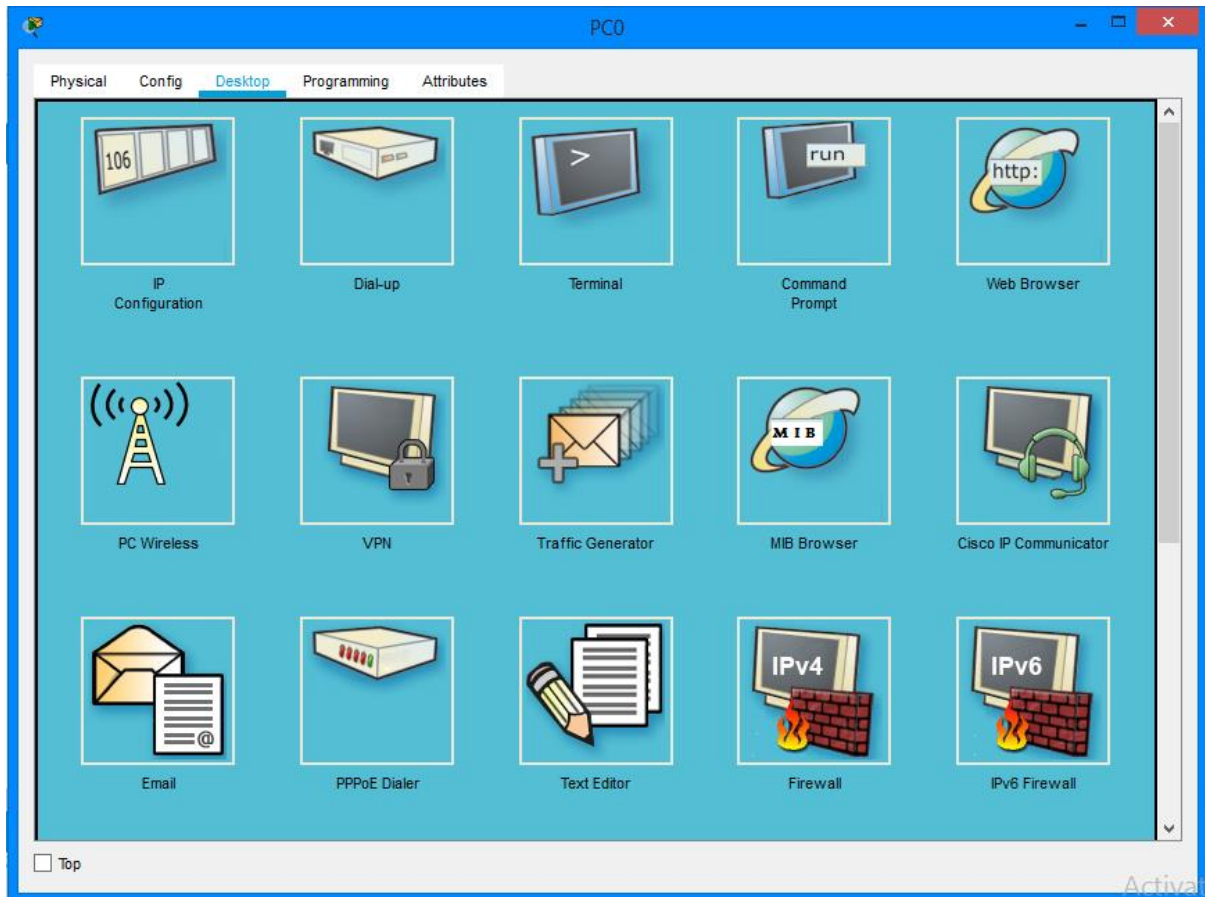 PC0
Physical Config Desktop Programming Attributes
106
>
run
http:
IP
Configuration
Dial-up
Terminal
Command
Prompt
Web Browser
MIB
PC Wireless
VPN
Traffic Generator
MIB Browser
Cisco IP Communicator
@
IPv4
IPv6
Email
PPPoE Dialer
Text Editor
Firewall
IPv6 Firewall
Top
Activat